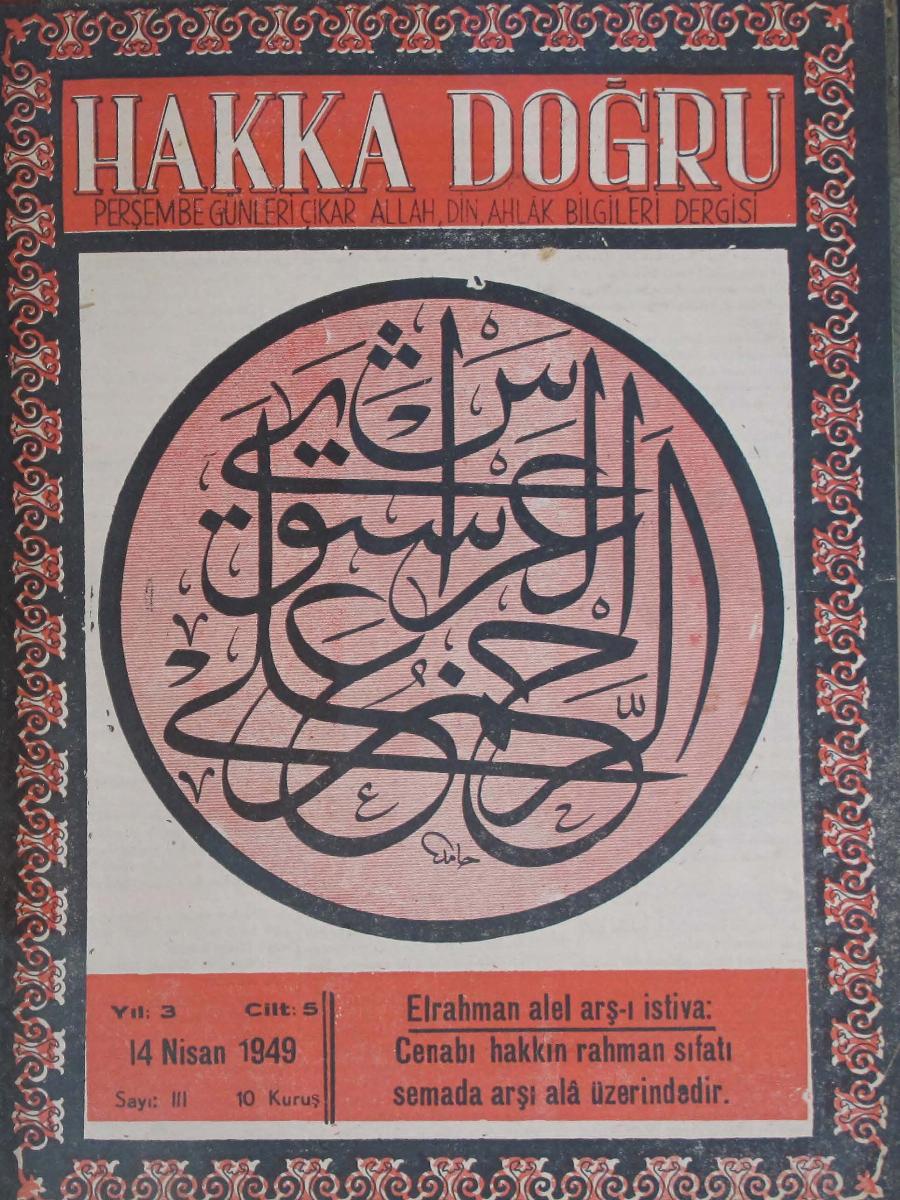 HAKKA DOĞRU
PERŞEMBE GÜNLERİ ÇIKAR ALLAH, DİN, AHLÂK BİLGİLERİ DERGİSİ
الرحمن على العرش استوى
حامد
Yıl: 3 Cilt: 5
14 Nisan 1949
Sayı: 111 10 Kuruş
Elrahman alel arş-ı istiva:
Cenabı hakkın rahman sıfatı
semada arşı alâ üzerindedir.